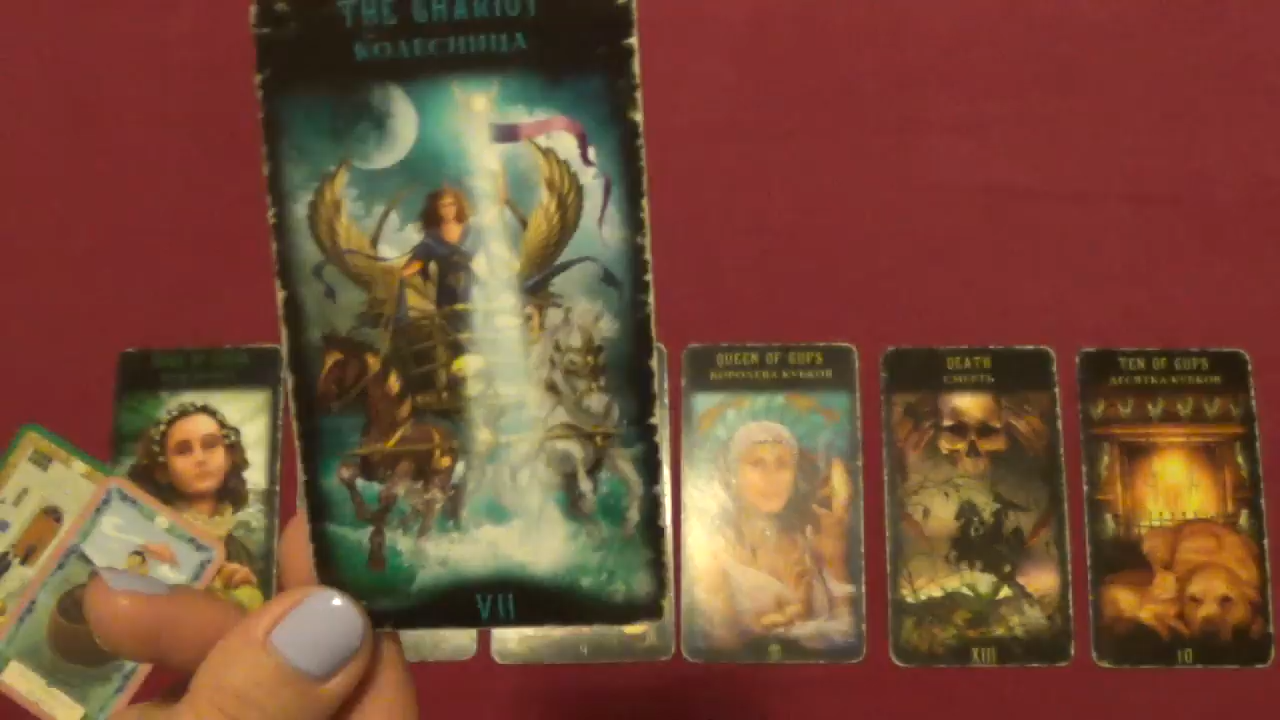 THE CHARIOT
КОЛЕСНИЦА
VII
QUEEN OF CUPS
КОРОЛЕВА КУБКОВ
DEATH
СМЕРТЬ
XIII
TEN OF CUPS
ДЕСЯТКА КУБКОВ
10